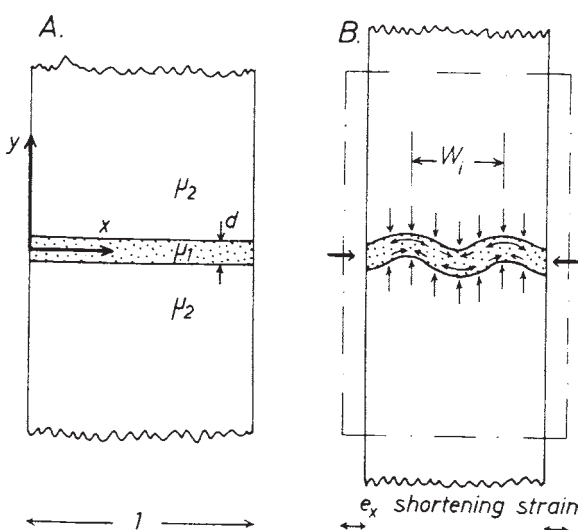 A.
y
μ2
x
d
μ1
μ2
1
B.
Wi
ex shortening strain